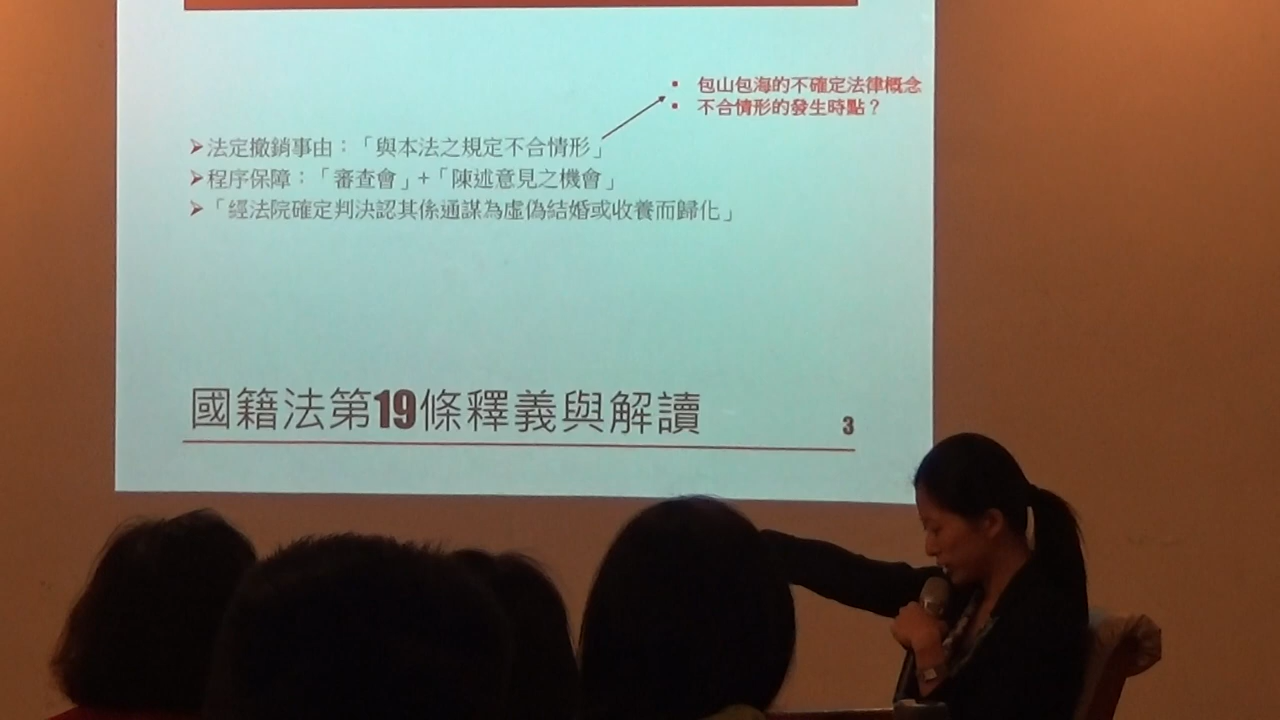 包山包海的不確定法律概念
不合情形的發生時點？
法定撤銷事由：「與本法之規定不合情形」
程序保障：「審查會」+「陳述意見之機會」
「經法院確定判決認其係通謀為虛偽結婚或收養而歸化」
國籍法第19條釋義與解讀
3